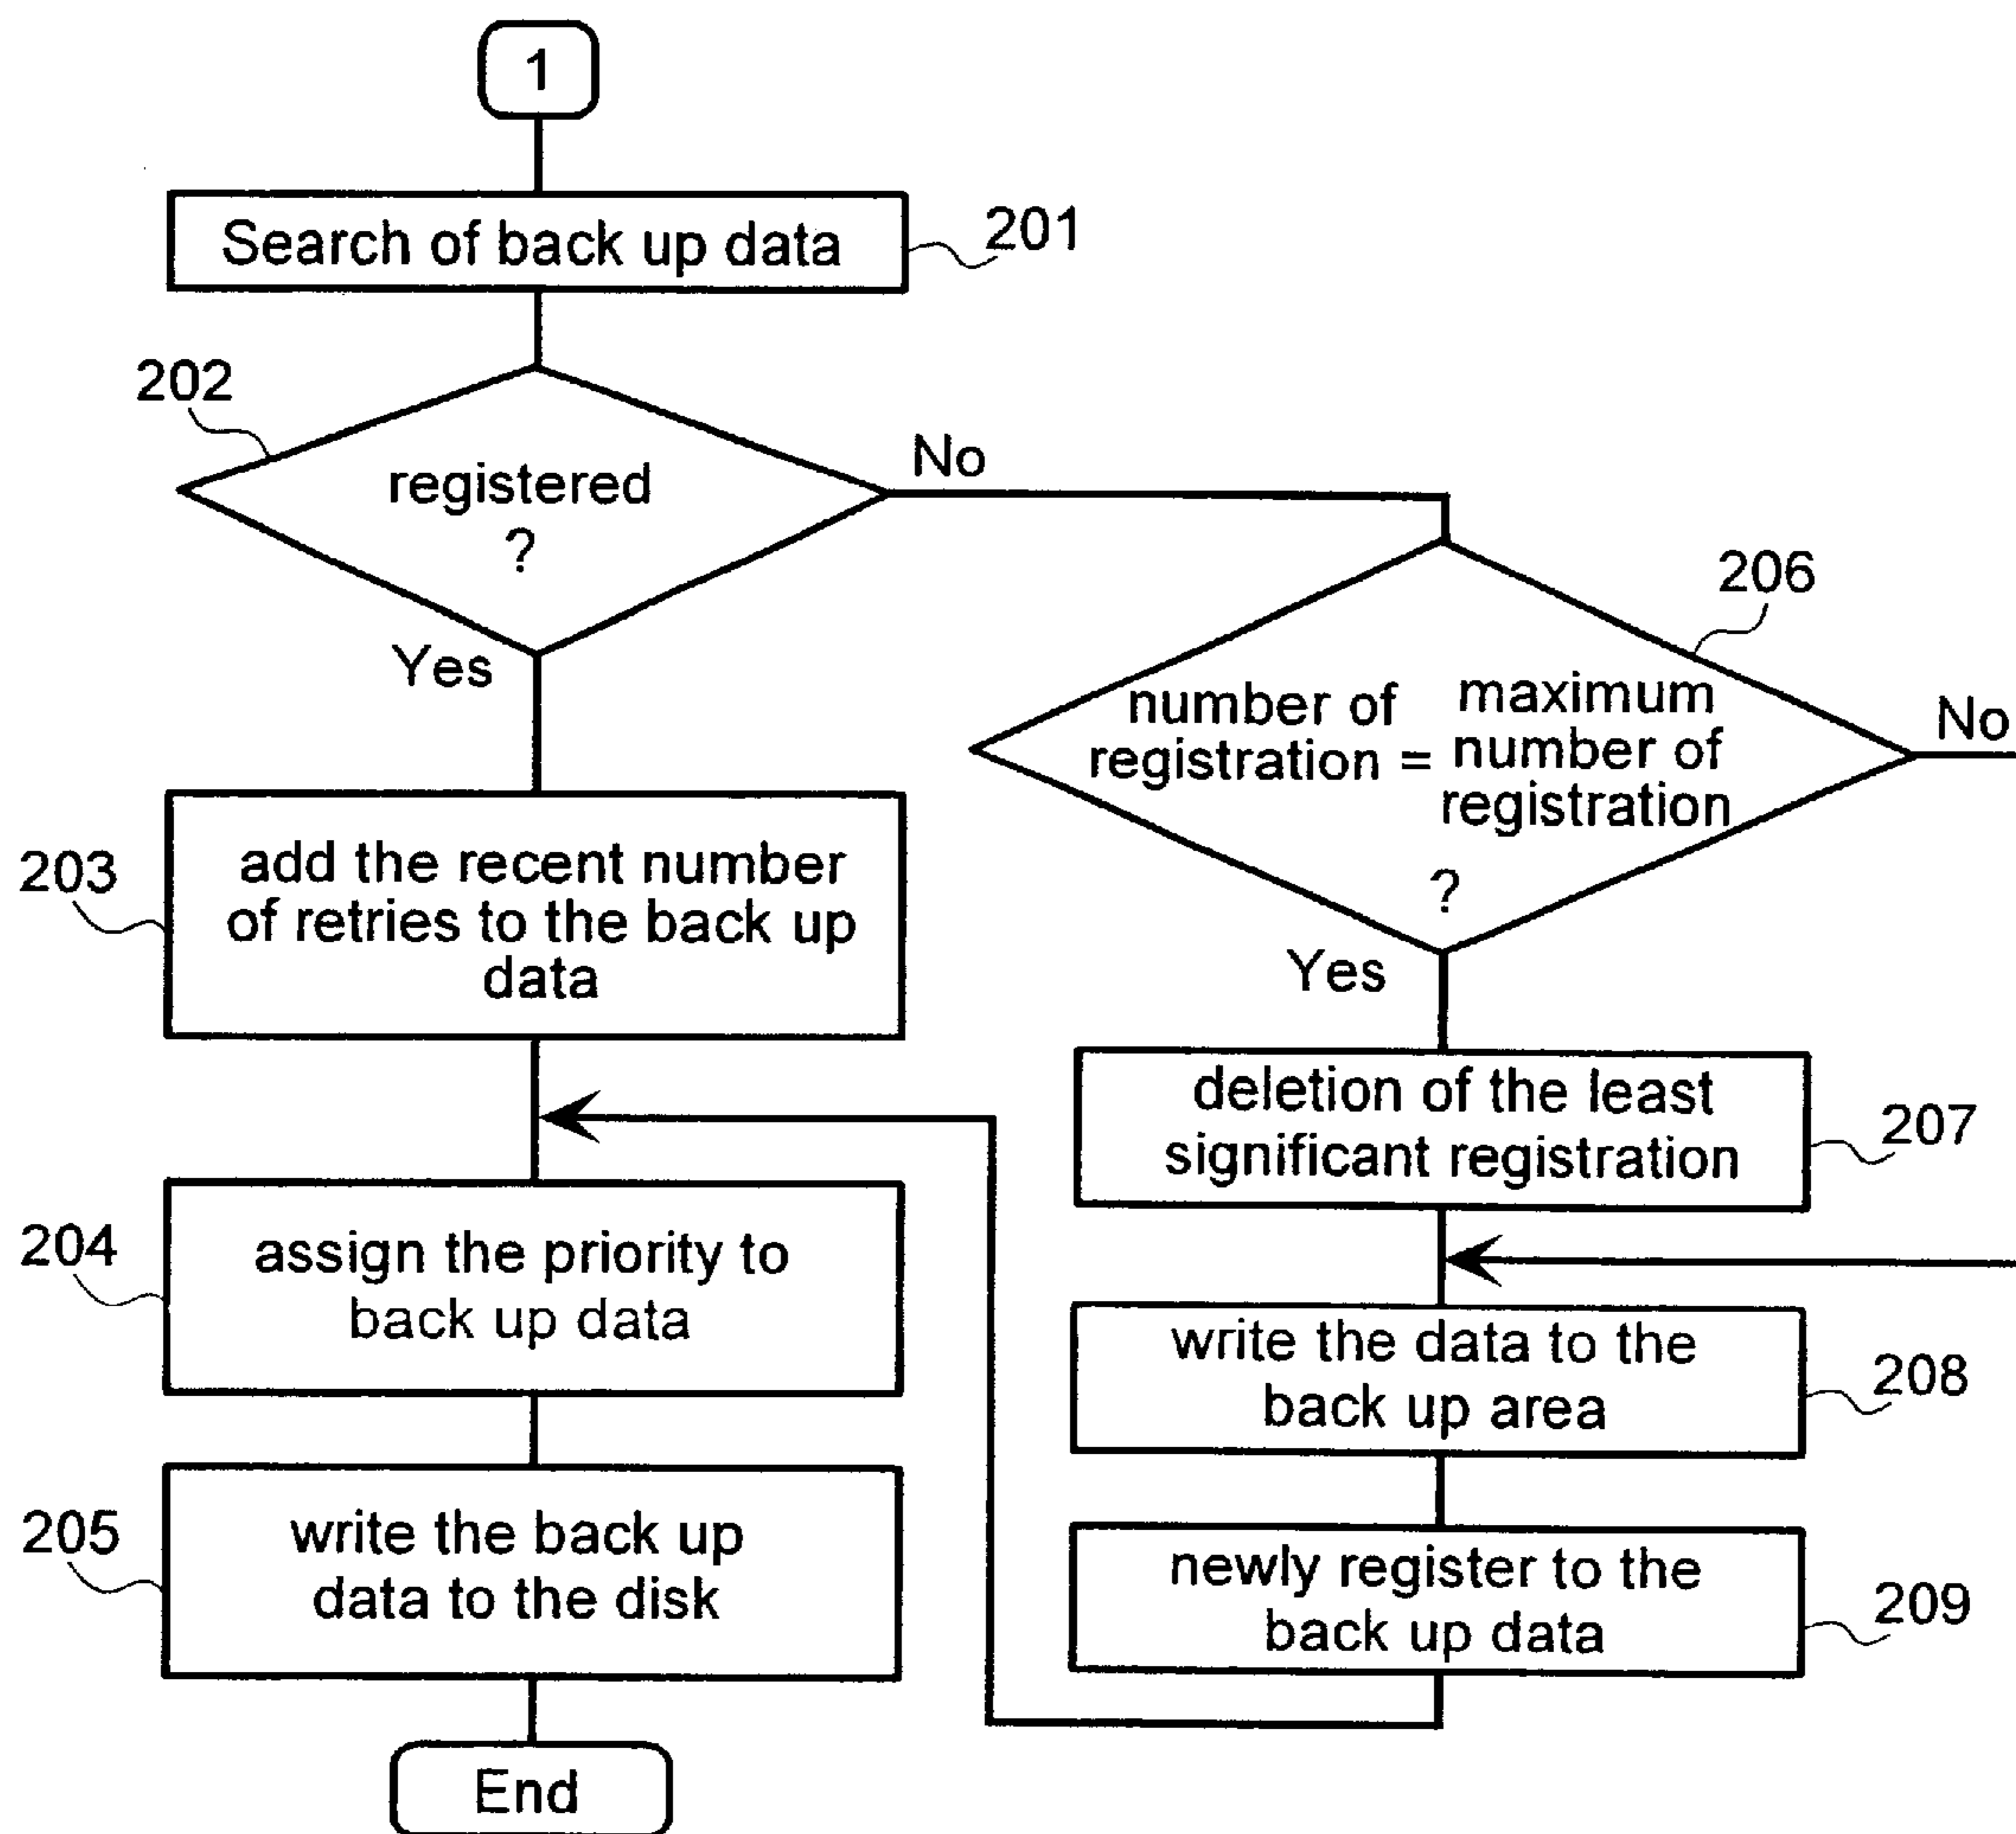 1
Search of back up data
201
202
registered
?
No
Yes
203
add the recent number
of retries to the back up
data
204
assign the priority to
back up data
205
write the back up
data to the disk
End
206
number of
registration
=
maximum
number of
registration
?
No
Yes
deletion of the least
significant registration
207
write the data to the
back up area
208
newly register to the
back up data
209